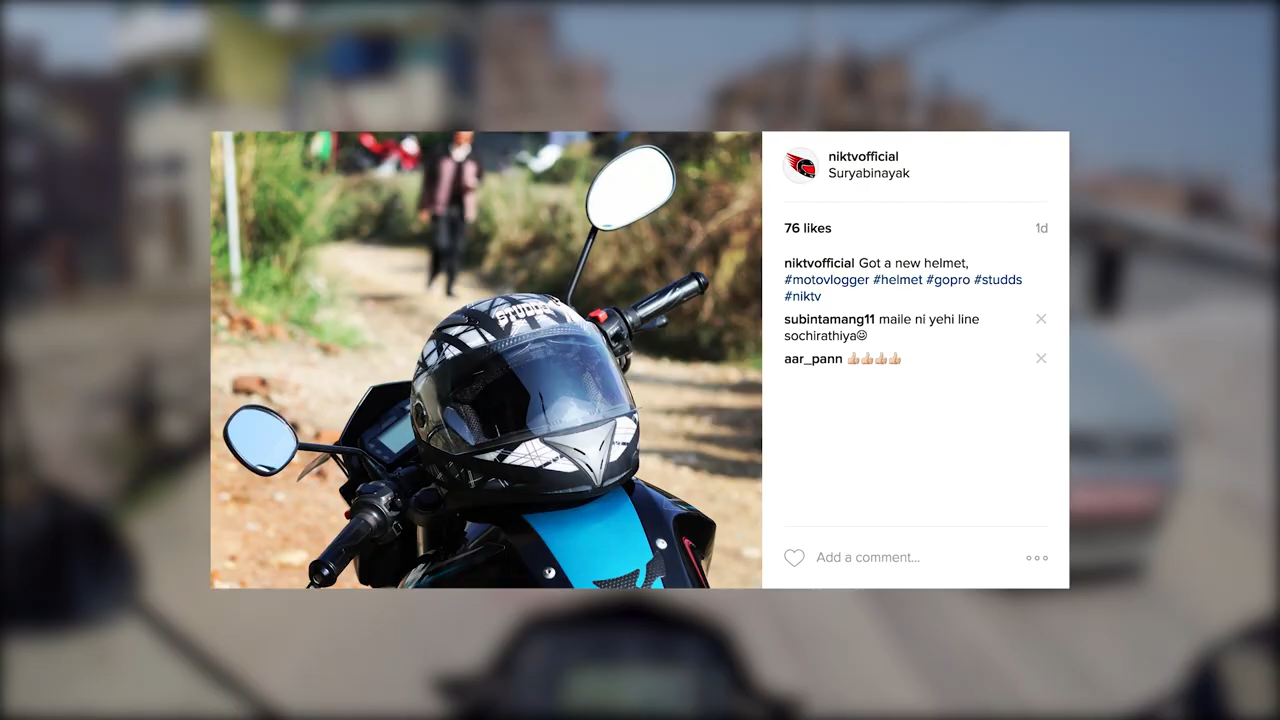 STUDDS
niktvofficial
Suryabinayak
76 likes 1d
niktvofficial Got a new helmet,
#motovlogger #helmet #gopro #studds
#niktv
subintamang11 maile ni yehi line
sochirathiya😆
aar_pann 👍🏼👍🏼👍🏼👍🏼
Add a comment...